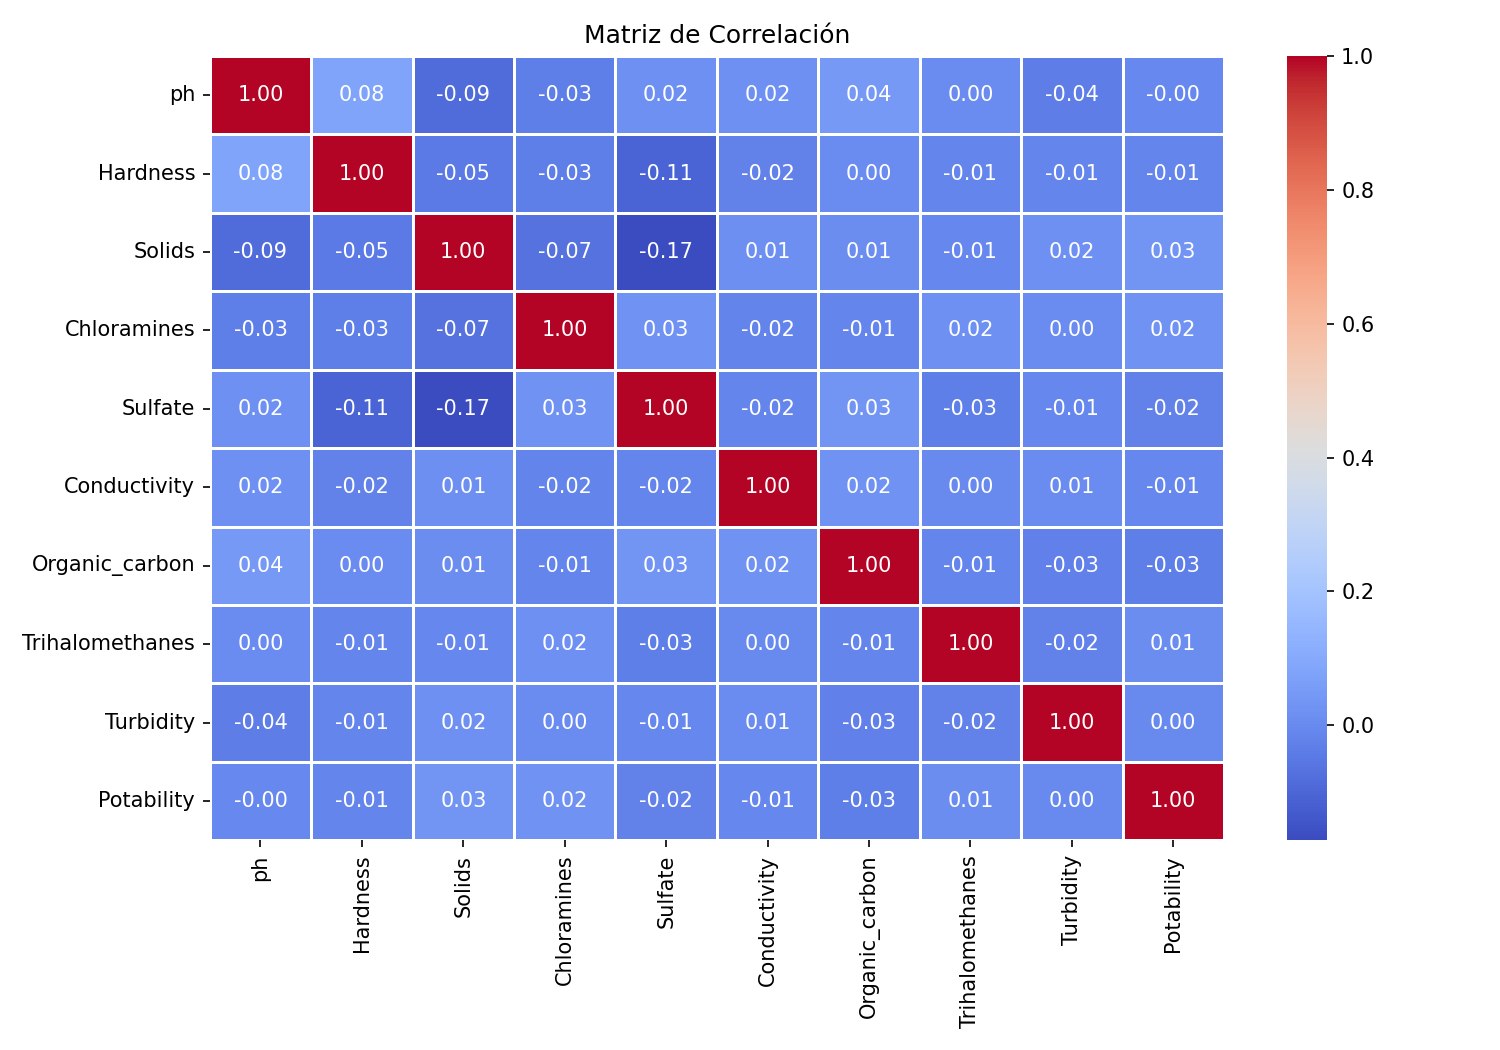 Matriz de Correlación
ph 1.00 0.08 -0.09 -0.03 0.02 0.02 0.04 0.00 -0.04 -0.00
Hardness 0.08 1.00 -0.05 -0.03 -0.11 -0.02 0.00 -0.01 -0.01 -0.01
Solids -0.09 -0.05 1.00 -0.07 -0.17 0.01 0.01 -0.01 0.02 0.03
Chloramines -0.03 -0.03 -0.07 1.00 0.03 -0.02 -0.01 0.02 0.00 0.02
Sulfate 0.02 -0.11 -0.17 0.03 1.00 -0.02 0.03 -0.03 -0.01 -0.02
Conductivity 0.02 -0.02 0.01 -0.02 -0.02 1.00 0.02 0.00 0.01 -0.01
Organic_carbon 0.04 0.00 0.01 -0.01 0.03 0.02 1.00 -0.01 -0.03 -0.03
Trihalomethanes 0.00 -0.01 -0.01 0.02 -0.03 0.00 -0.01 1.00 -0.02 0.01
Turbidity -0.04 -0.01 0.02 0.00 -0.01 0.01 -0.03 -0.02 1.00 0.00
Potability -0.00 -0.01 0.03 0.02 -0.02 -0.01 -0.03 0.01 0.00 1.00
ph
Hardness
Solids
Chloramines
Sulfate
Conductivity
Organic_carbon
Trihalomethanes
Turbidity
Potability
1.0
0.8
0.6
0.4
0.2
0.0